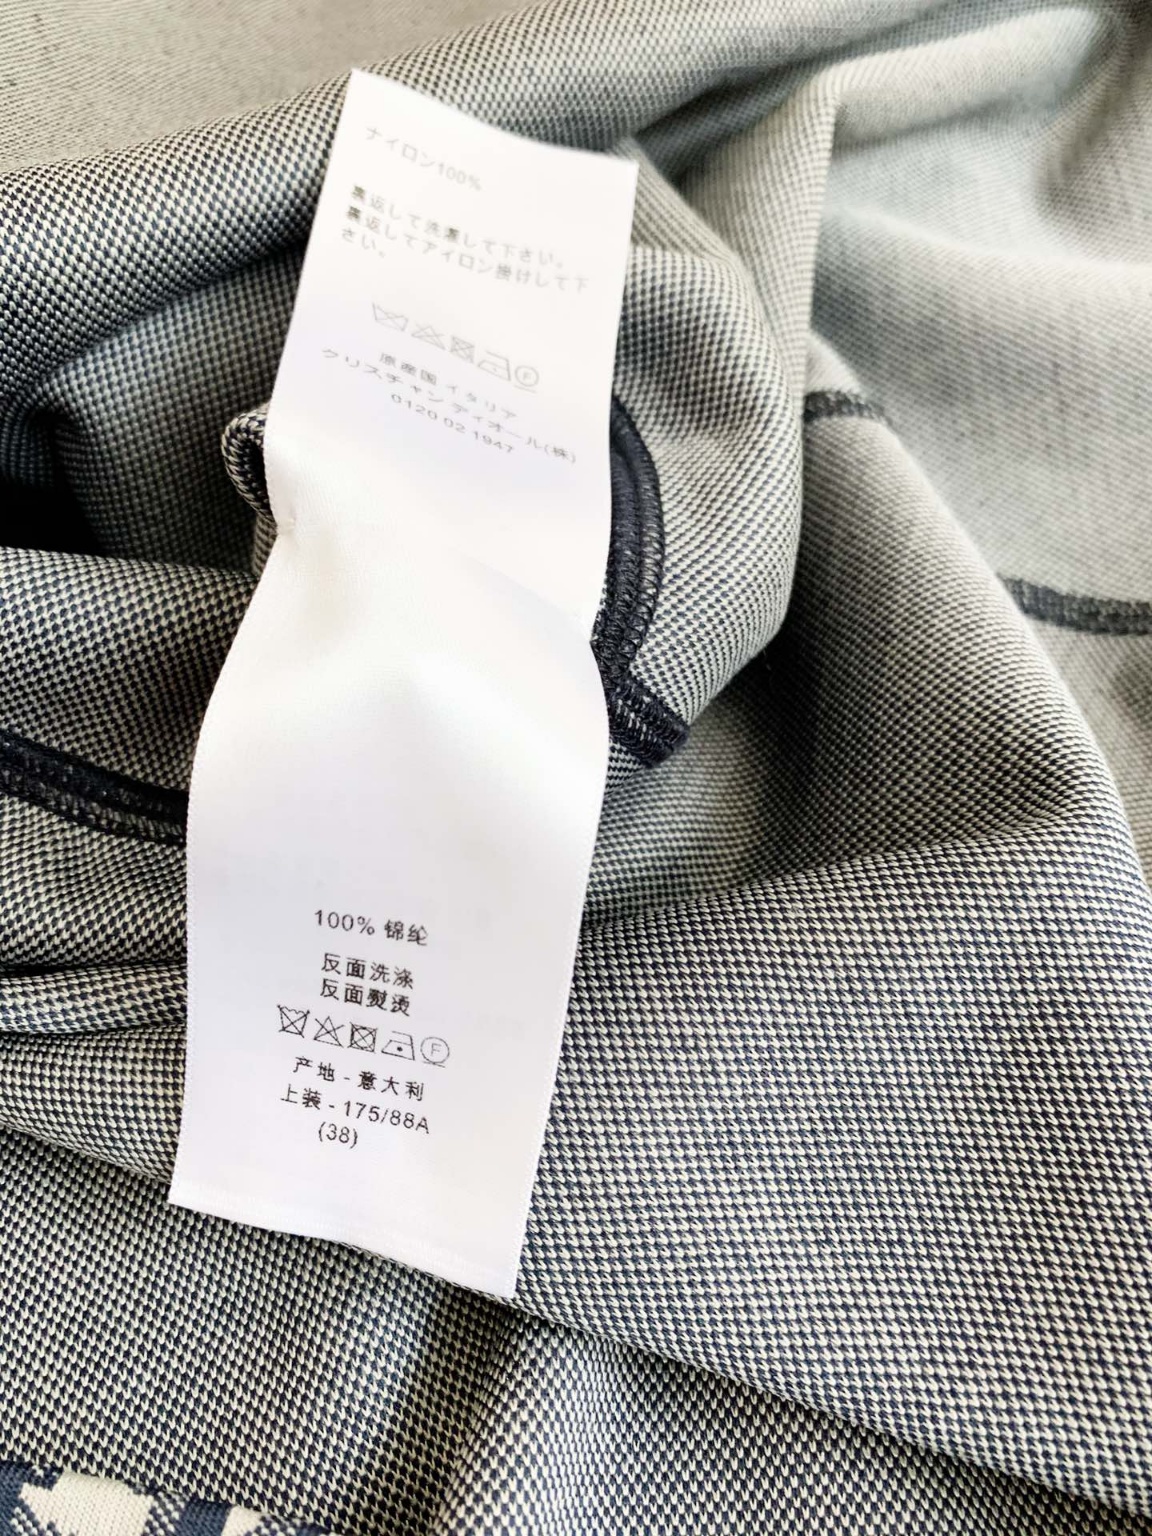 ナイロン100%
裏返して洗濯して下さい。
裏返してアイロン掛けして下
さい。
F
原産国 イタリア
クリスチャン ディオール(株)
0120 02 1947
100% 锦纶
反面洗涤
反面熨烫
F
产地 - 意大利
上装 - 175/88A
(38)